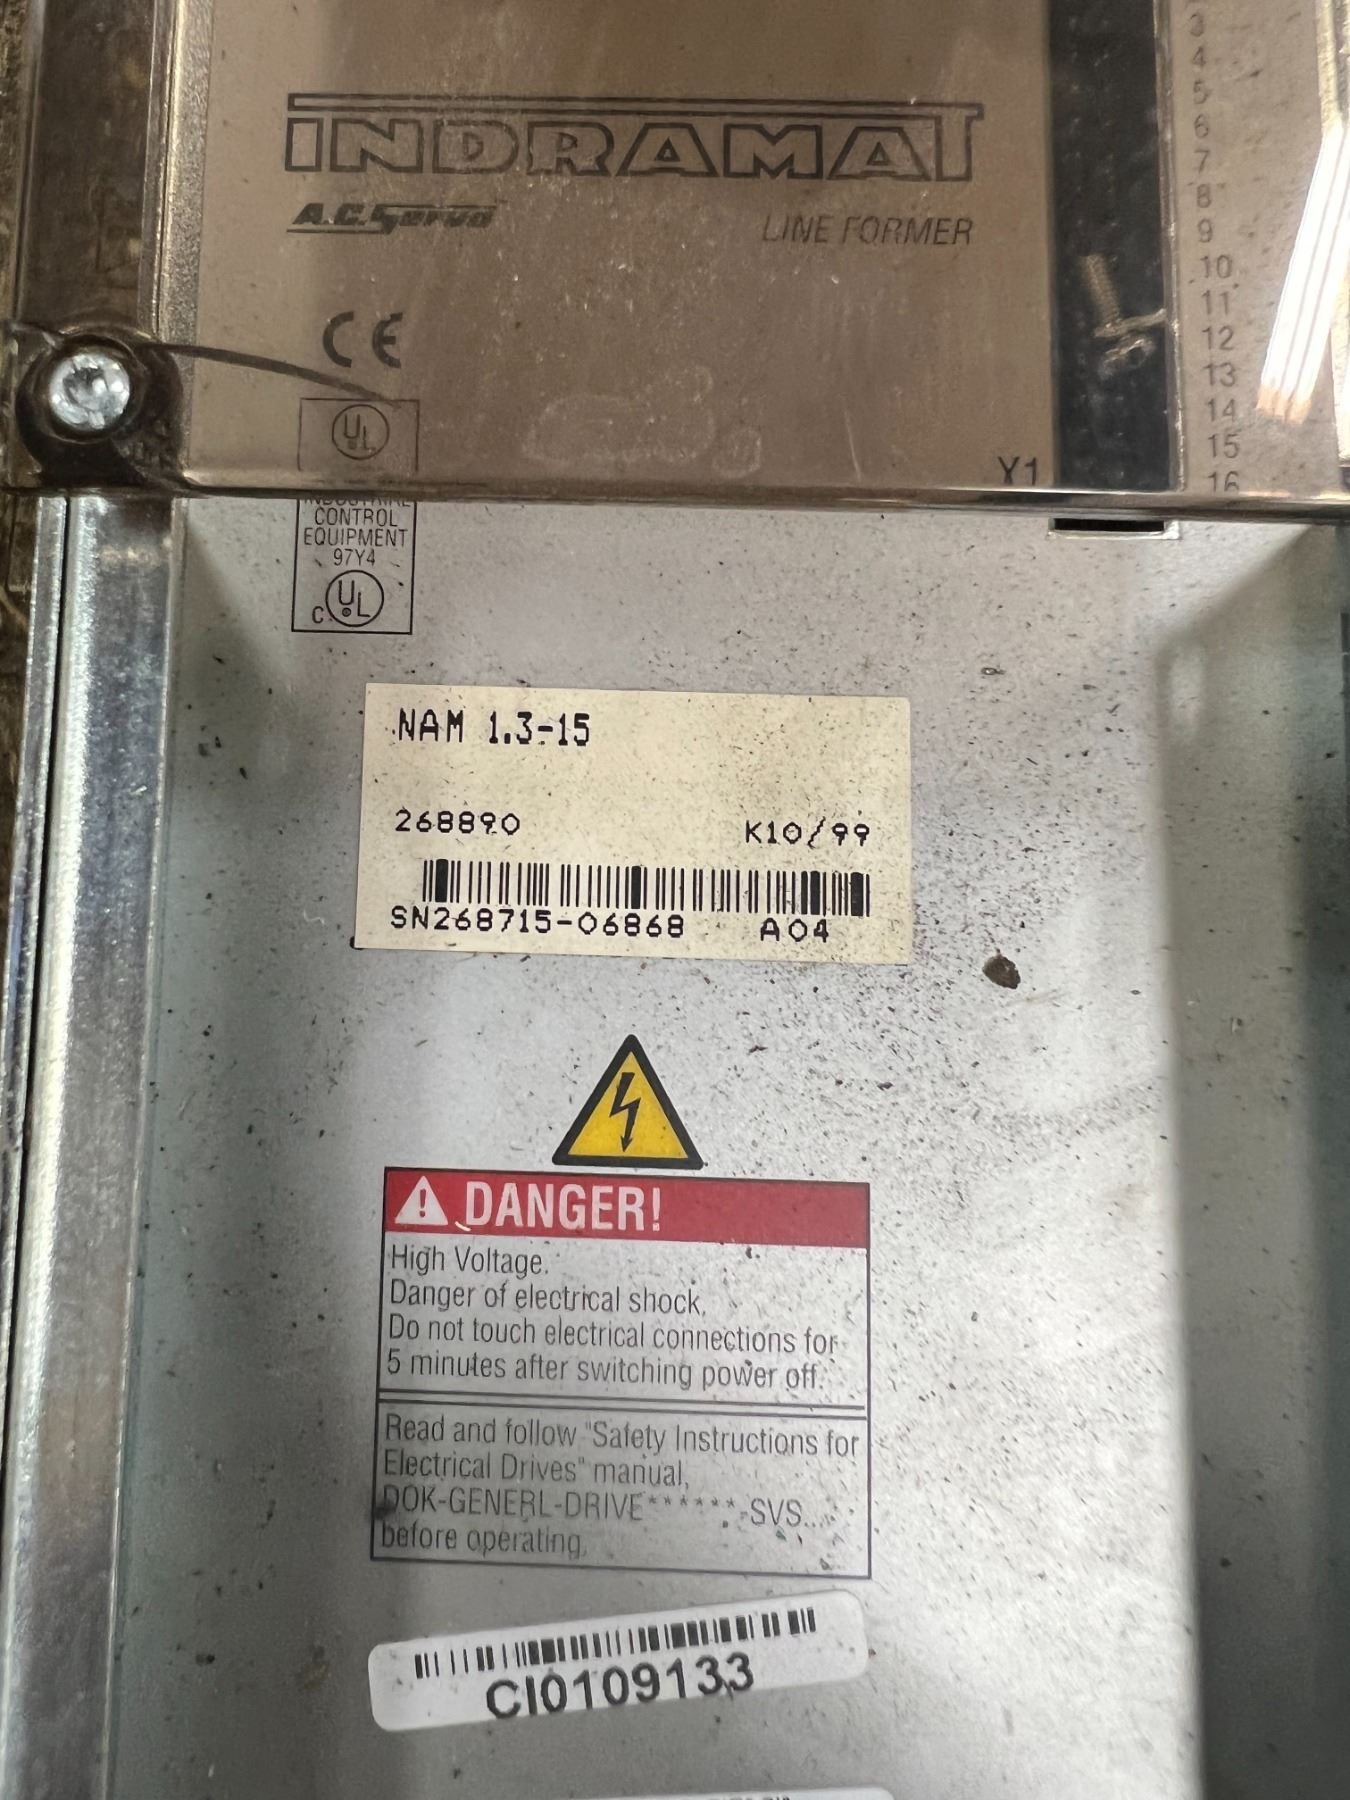 INDRAMAT
A.C. Servo LINE FORMER
CE
UL
CONTROL
EQUIPMENT
97Y4
C UL
3
4
5
6
7
8
9
10
11
12
13
14
15
16
Y1
NAM 1.3-15
268890 K10/99
SN268715-06868 A04
DANGER!
High Voltage.
Danger of electrical shock.
Do not touch electrical connections for
5 minutes after switching power off.
Read and follow "Safety Instructions for
Electrical Drives" manual,
DOK-GENERL-DRIVE******-SVS...
before operating.
CI0109133